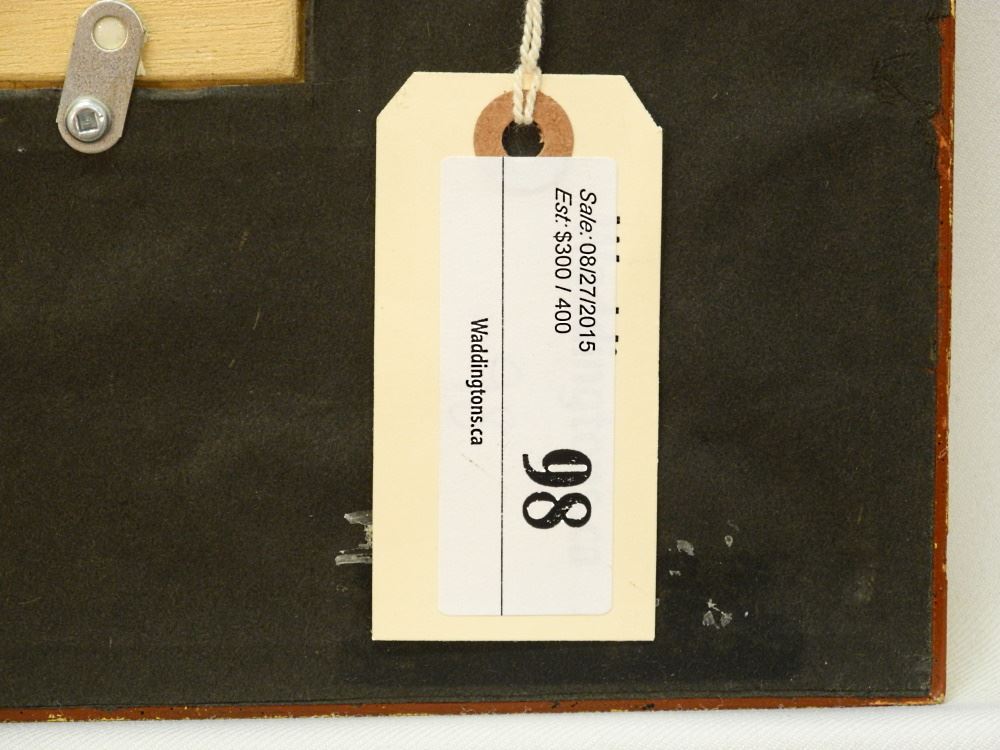 Sale: 08/27/2015
Est: $300 / 400
98
Waddingtons.ca